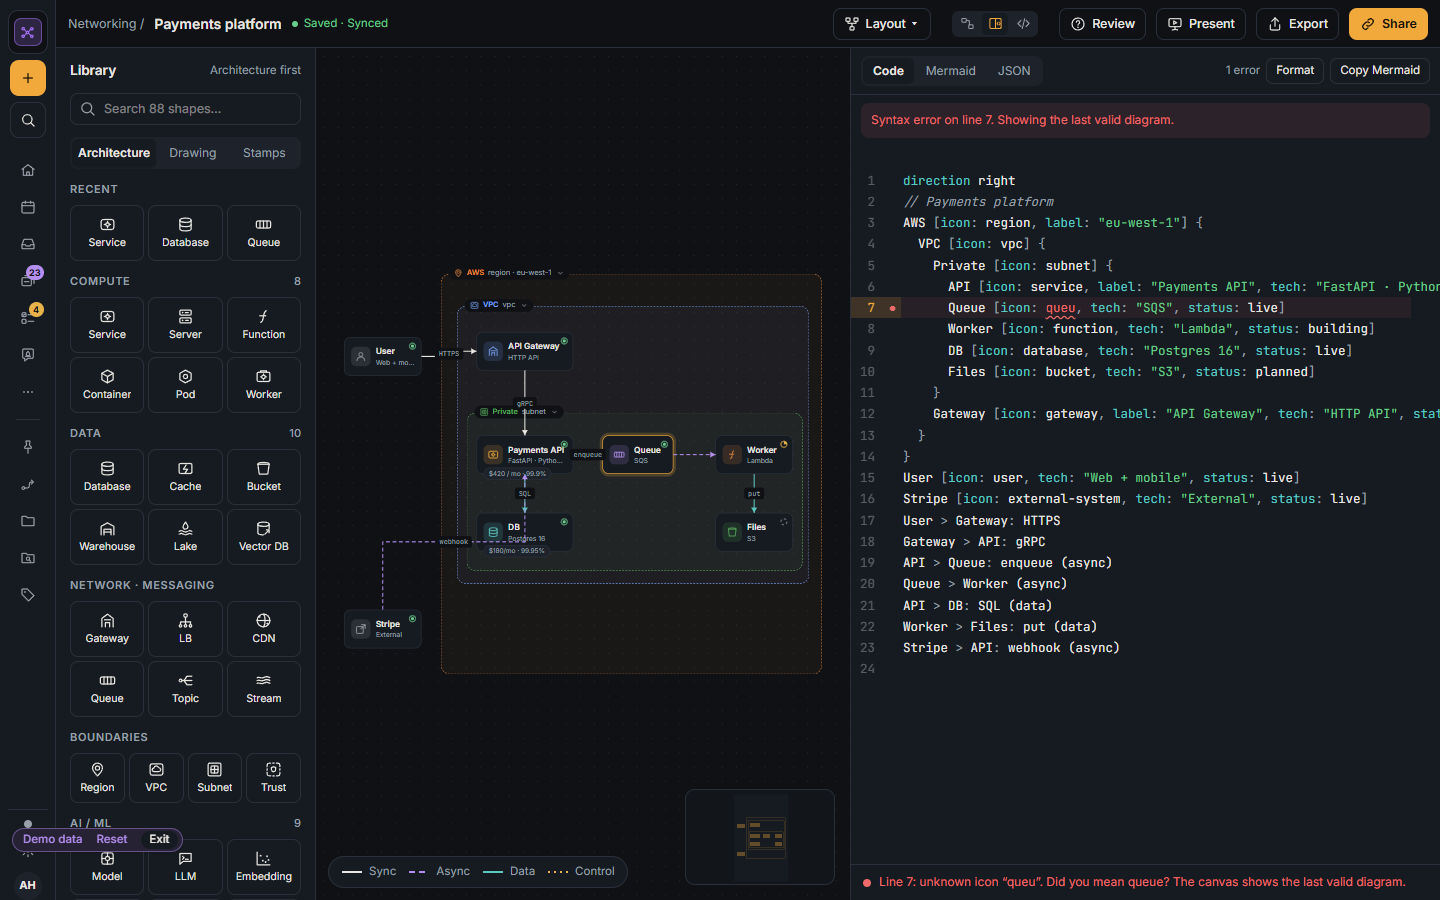 Networking / Payments platform Saved · Synced
Layout
Review
Present
Export
Share
23
4
Demo data Reset Exit
AH
Library
Architecture first
Search 88 shapes...
Architecture Drawing Stamps
RECENT
Service Database Queue
COMPUTE 8
Service Server Function
Container Pod Worker
DATA 10
Database Cache Bucket
Warehouse Lake Vector DB
NETWORK · MESSAGING
Gateway LB CDN
Queue Topic Stream
BOUNDARIES
Region VPC Subnet Trust
AI / ML 9
Model LLM Embedding
AWS region · eu-west-1
VPC vpc
User
Web + mo...
HTTPS
API Gateway
HTTP API
gRPC
Private subnet
Payments API
FastAPI · Pytho...
$420 / mo · 99.9%
enqueue
Queue
SQS
Worker
Lambda
SQL
put
DB
Postgres 16
$180/mo · 99.95%
Files
S3
webhook
Stripe
External
Sync Async Data Control
Code Mermaid JSON
1 error Format Copy Mermaid
Syntax error on line 7. Showing the last valid diagram.
1 direction right
2 // Payments platform
3 AWS [icon: region, label: "eu-west-1"] {
4 VPC [icon: vpc] {
5 Private [icon: subnet] {
6 API [icon: service, label: "Payments API", tech: "FastAPI · Python
7 Queue [icon: queu, tech: "SQS", status: live]
8 Worker [icon: function, tech: "Lambda", status: building]
9 DB [icon: database, tech: "Postgres 16", status: live]
10 Files [icon: bucket, tech: "S3", status: planned]
11 }
12 Gateway [icon: gateway, label: "API Gateway", tech: "HTTP API", stat
13 }
14 }
15 User [icon: user, tech: "Web + mobile", status: live]
16 Stripe [icon: external-system, tech: "External", status: live]
17 User > Gateway: HTTPS
18 Gateway > API: gRPC
19 API > Queue: enqueue (async)
20 Queue > Worker (async)
21 API > DB: SQL (data)
22 Worker > Files: put (data)
23 Stripe > API: webhook (async)
24
Line 7: unknown icon “queu”. Did you mean queue? The canvas shows the last valid diagram.